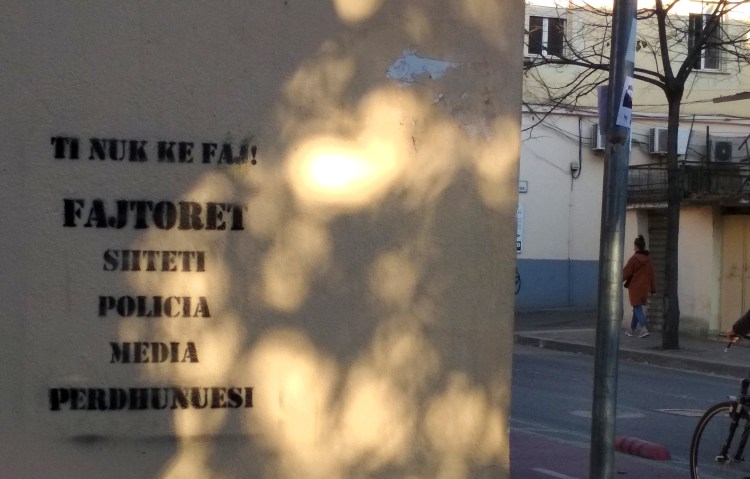 TI NUK KE FAJ!
FAJTORET
SHTETI
POLICIA
MEDIA
PERDHUNUESI